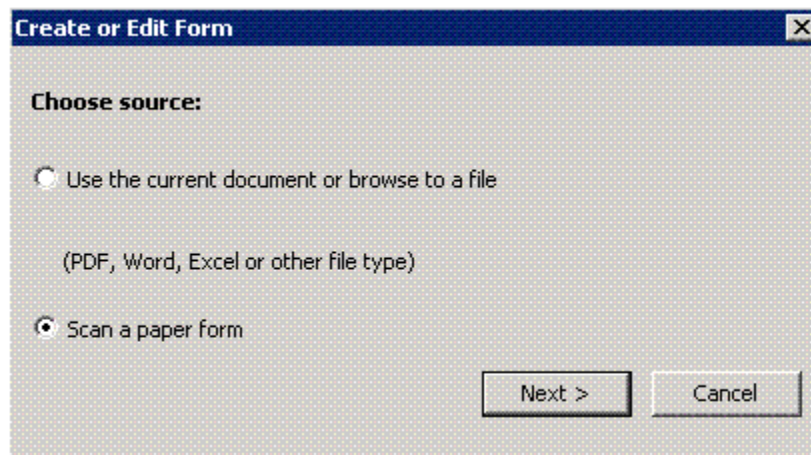 Create or Edit Form
Choose source:
Use the current document or browse to a file
(PDF, Word, Excel or other file type)
Scan a paper form
Next >
Cancel